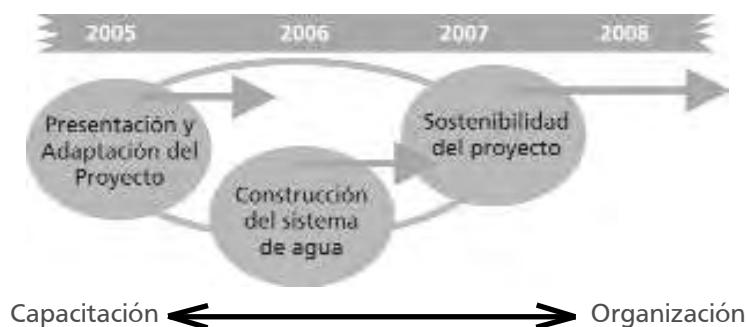 2005 2006 2007 2008
Presentación y
Adaptación del
Proyecto
Construcción
del sistema
de agua
Sostenibilidad
del proyecto
Capacitación Organización